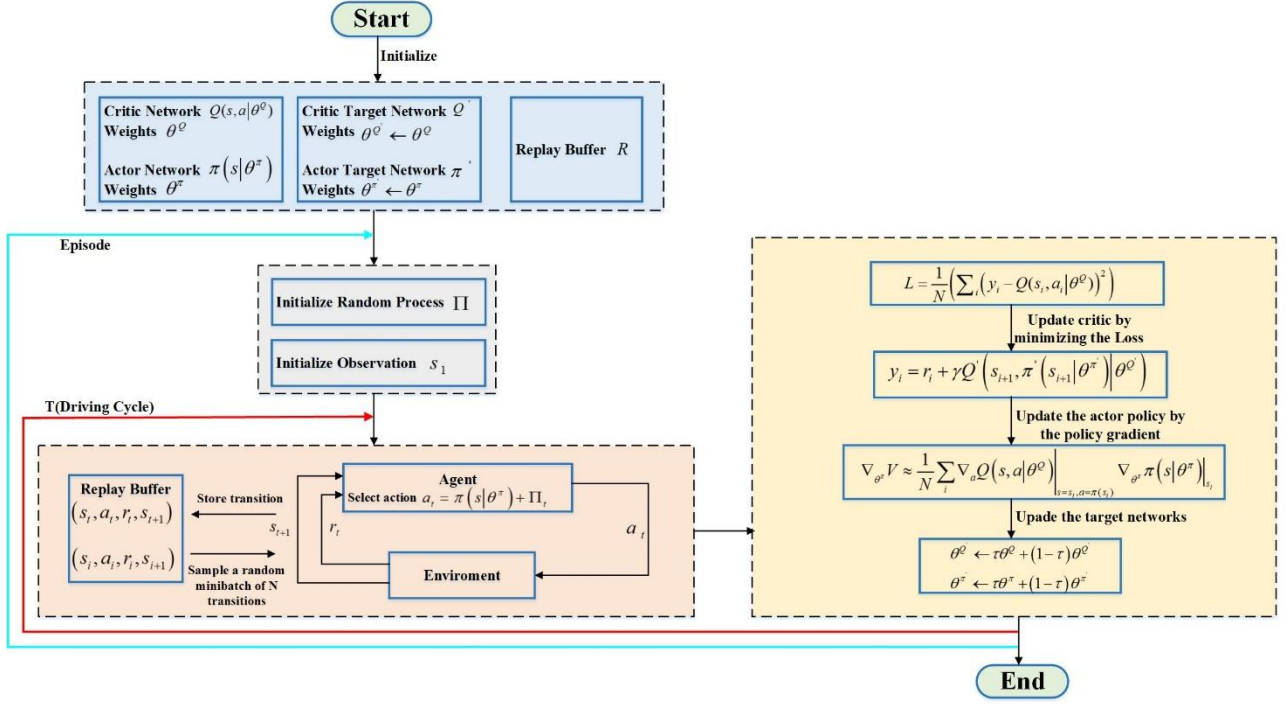 Start
Initialize
Critic Network Q(s,a|θ^Q)
Weights θ^Q
Actor Network π(s|θ^π)
Weights θ^π
Critic Target Network Q'
Weights θ^Q' ← θ^Q
Actor Target Network π'
Weights θ^π' ← θ^π
Replay Buffer R
Episode
Initialize Random Process Π
Initialize Observation s_1
T(Driving Cycle)
Replay Buffer
(s_t, a_t, r_t, s_{t+1})
(s_i, a_i, r_i, s_{i+1})
Store transition
Sample a random
minibatch of N
transitions
s_{t+1}
r_t
Agent
Select action a_t = π(s|θ^π) + Π_t
a_t
Enviroment
L = 1/N (∑_i (y_i − Q(s_i, a_i|θ^Q))^2)
Update critic by
minimizing the Loss
y_i = r_i + γQ'(s_{i+1}, π'(s_{i+1}|θ^π')|θ^Q')
Update the actor policy by
the policy gradient
∇_{θ^π} V ≈ 1/N ∑_i ∇_a Q(s,a|θ^Q)|_{s=s_i,a=π(s_i)} ∇_{θ^π} π(s|θ^π)|_{s_i}
Upade the target networks
θ^Q' ← τθ^Q + (1−τ)θ^Q'
θ^π' ← τθ^π + (1−τ)θ^π'
End